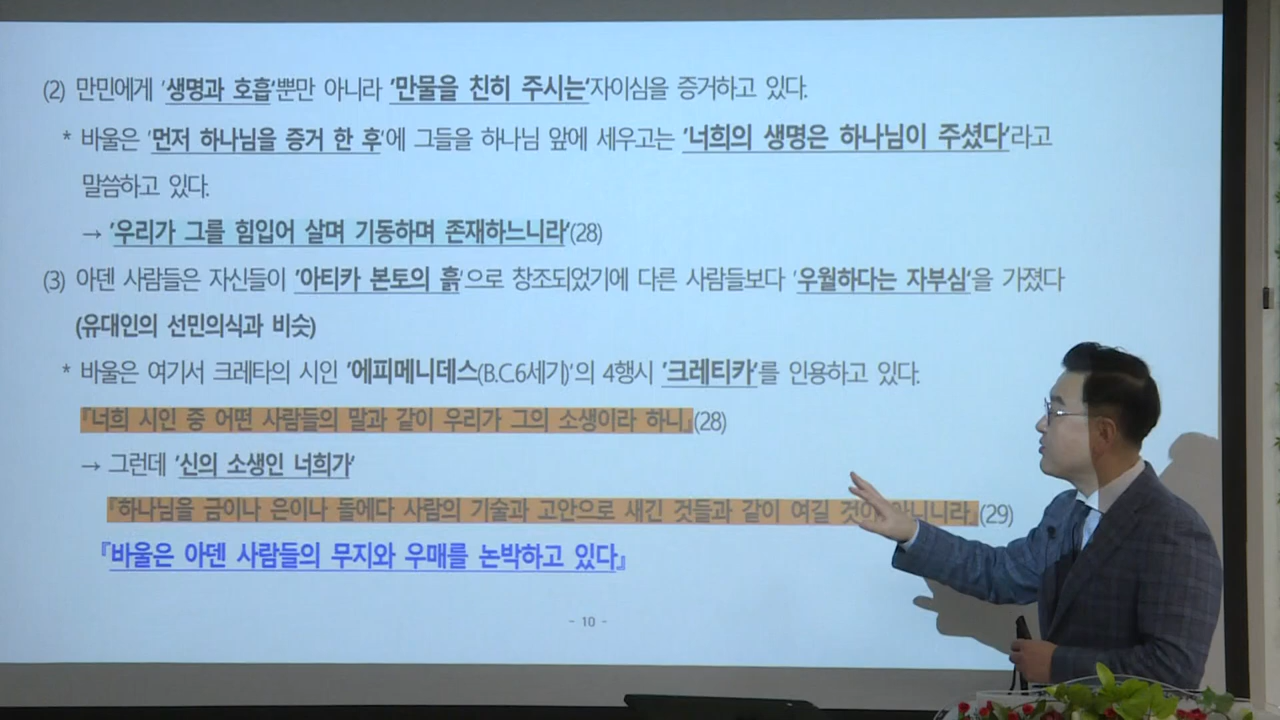 (2) 만민에게 '생명과 호흡'뿐만 아니라 '만물을 친히 주시는'자이심을 증거하고 있다.
* 바울은 '먼저 하나님을 증거 한 후'에 그들을 하나님 앞에 세우고는 '너희의 생명은 하나님이 주셨다'라고
말씀하고 있다.
→ '우리가 그를 힘입어 살며 기동하며 존재하느니라'(28)
(3) 아덴 사람들은 자신들이 '아티카 본토의 흙'으로 창조되었기에 다른 사람들보다 '우월하다는 자부심'을 가졌다
(유대인의 선민의식과 비슷)
* 바울은 여기서 크레타의 시인 '에피메니데스(B.C.6세기)'의 4행시 '크레티카'를 인용하고 있다.
『너희 시인 중 어떤 사람들의 말과 같이 우리가 그의 소생이라 하니』(28)
→ 그런데 '신의 소생인 너희가'
『하나님을 금이나 은이나 돌에다 사람의 기술과 고안으로 새긴 것들과 같이 여길 아니니라』(29)
『바울은 아덴 사람들의 무지와 우매를 논박하고 있다』
- 10 -